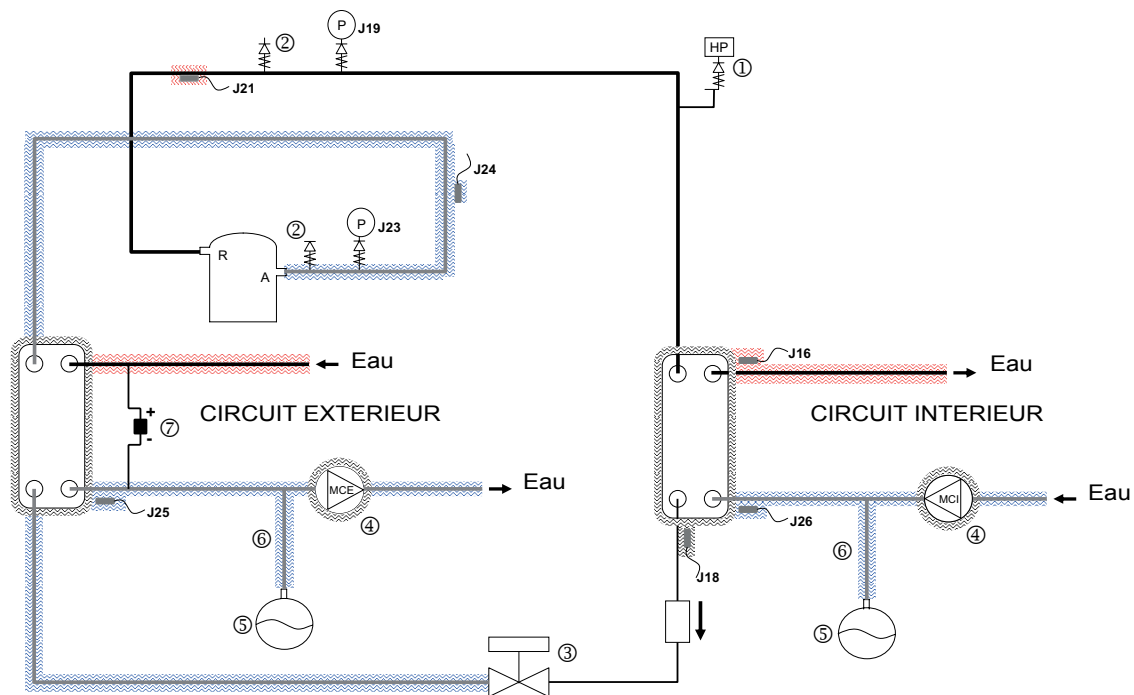 P
J19
②
HP
①
J21
J24
②
P
J23
R
A
J16
Eau
Eau
CIRCUIT EXTERIEUR
CIRCUIT INTERIEUR
+
-
⑦
Eau
MCE
④
J25
Eau
MCI
④
J26
⑥
⑥
J18
⑤
⑤
③